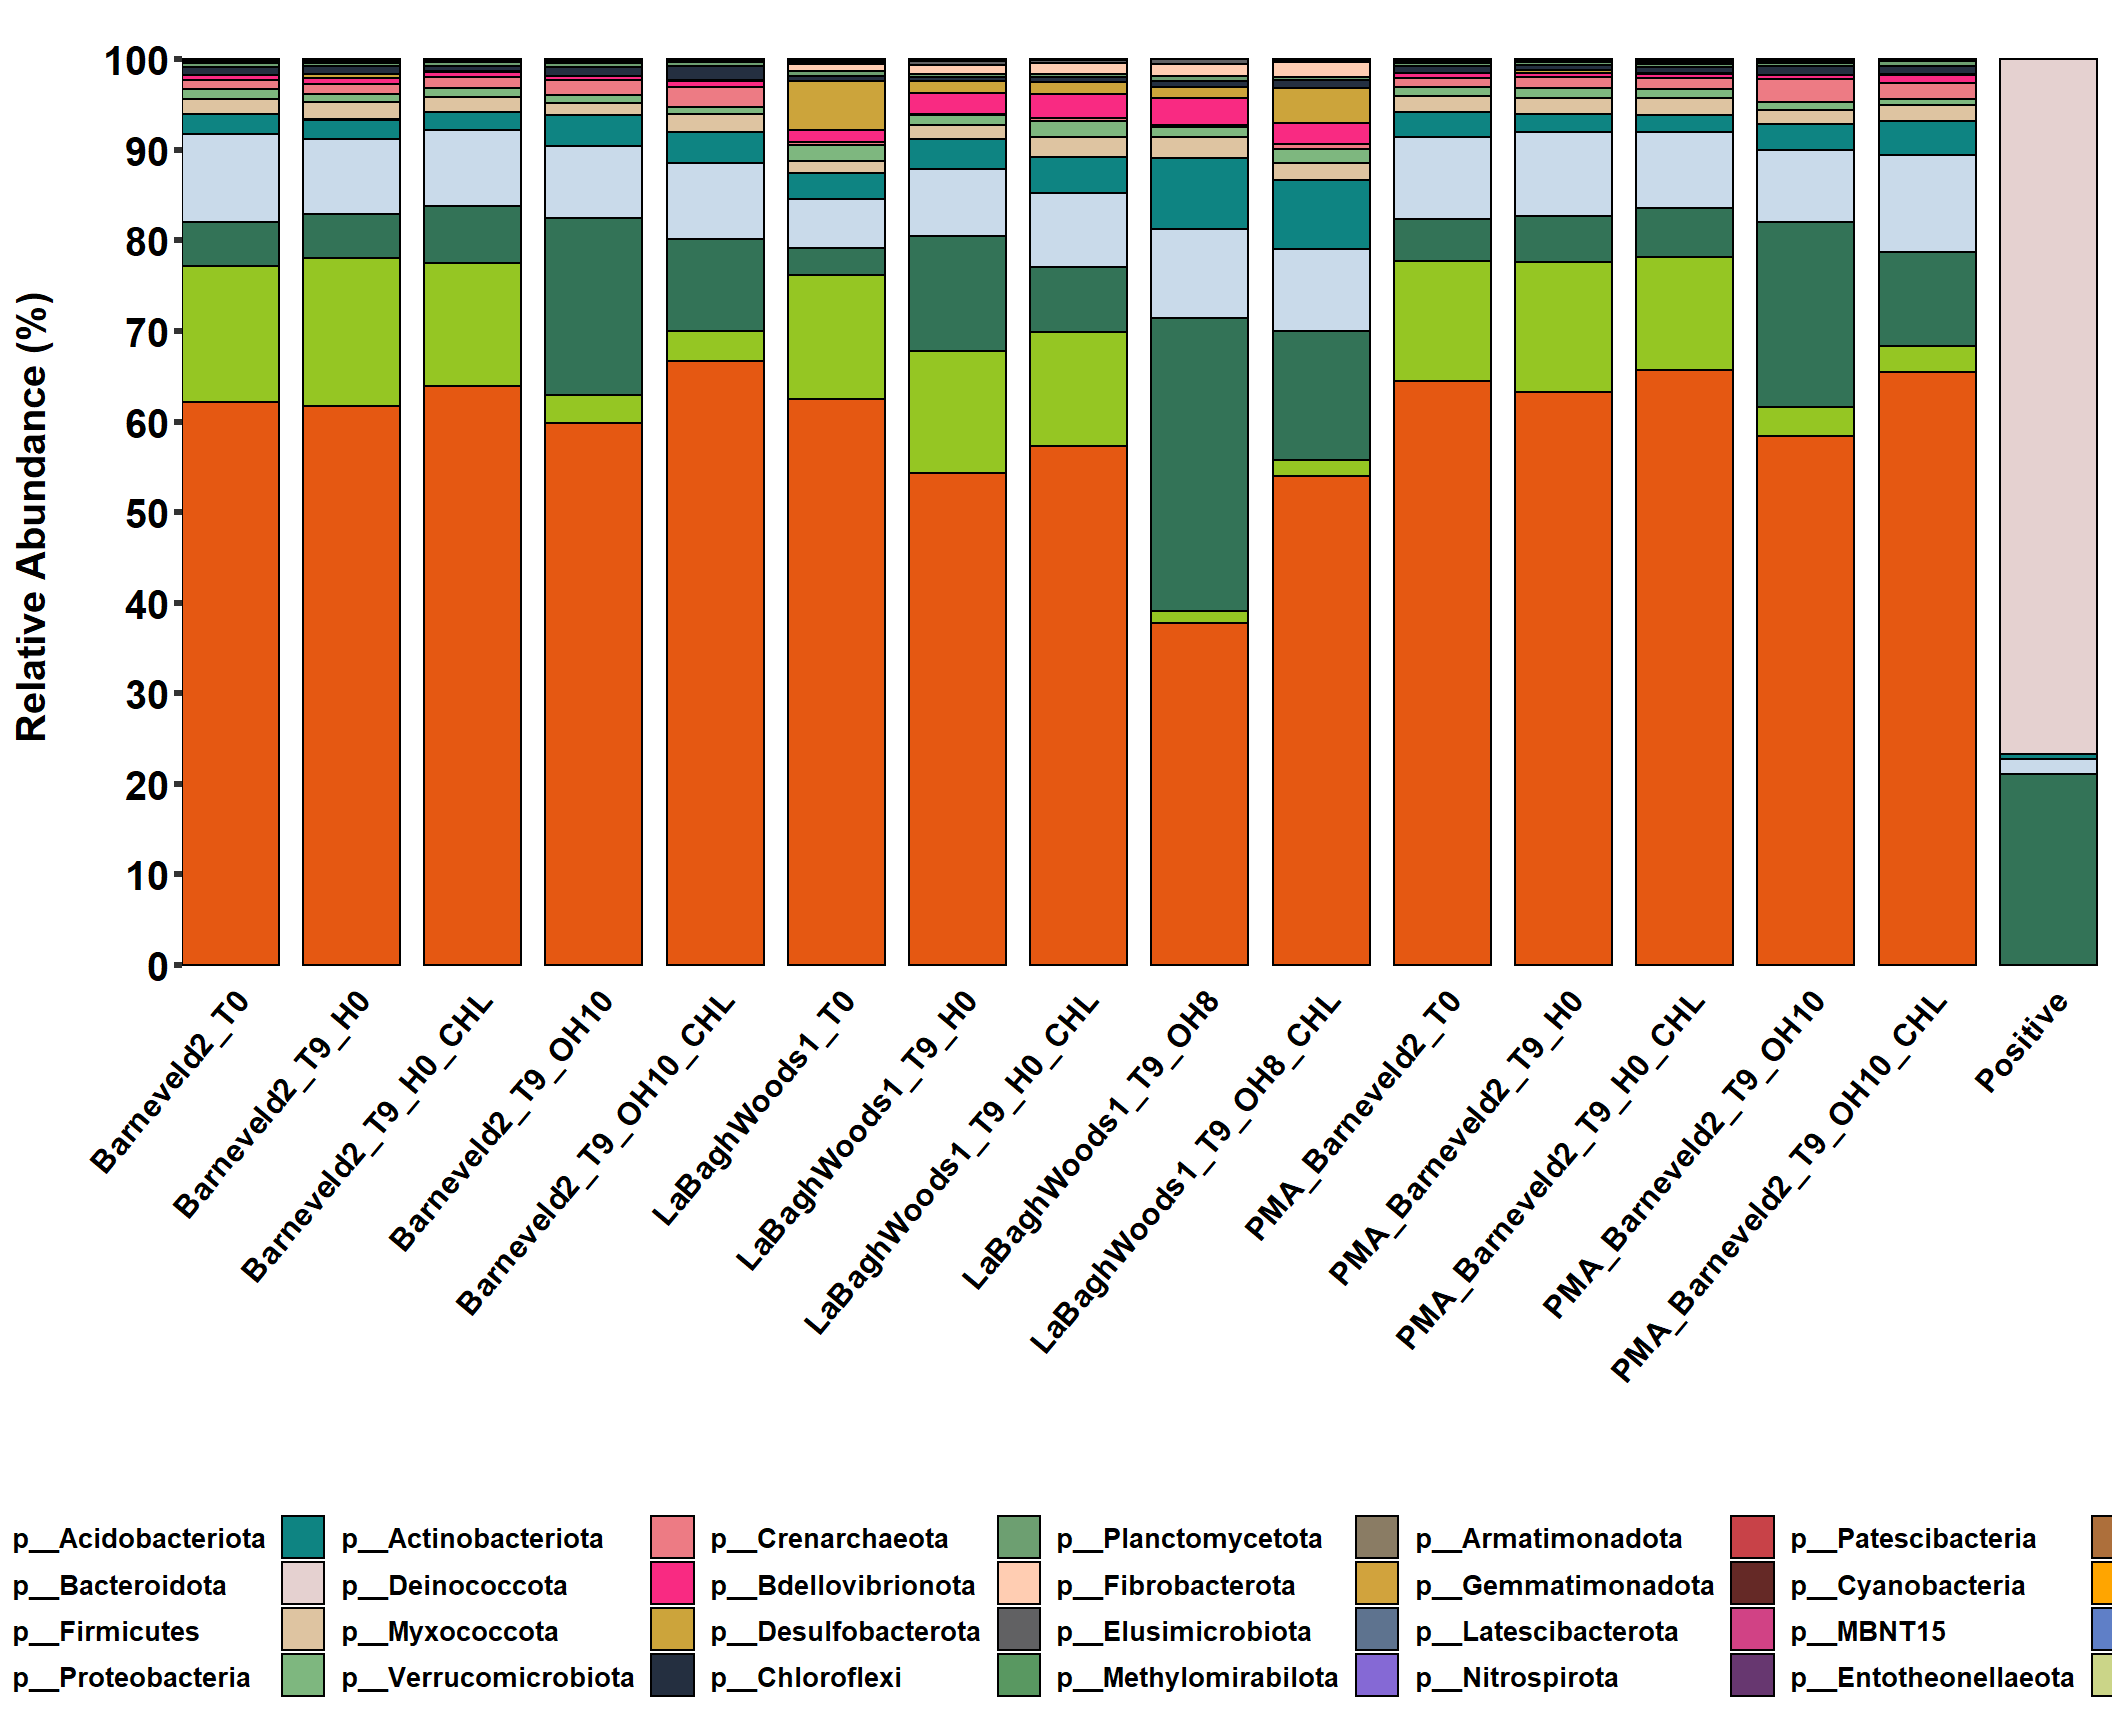 Relative Abundance (%)
100
90
80
70
60
50
40
30
20
10
0
Barneveld2_T0
Barneveld2_T9_H0
Barneveld2_T9_H0_CHL
Barneveld2_T9_OH10
Barneveld2_T9_OH10_CHL
LaBaghWoods1_T0
LaBaghWoods1_T9_H0
LaBaghWoods1_T9_H0_CHL
LaBaghWoods1_T9_OH8
LaBaghWoods1_T9_OH8_CHL
PMA_Barneveld2_T0
PMA_Barneveld2_T9_H0
PMA_Barneveld2_T9_H0_CHL
PMA_Barneveld2_T9_OH10
PMA_Barneveld2_T9_OH10_CHL
Positive
p__Acidobacteriota p__Actinobacteriota p__Crenarchaeota p__Planctomycetota p__Armatimonadota p__Patescibacteria
p__Bacteroidota p__Deinococcota p__Bdellovibrionota p__Fibrobacterota p__Gemmatimonadota p__Cyanobacteria
p__Firmicutes p__Myxococcota p__Desulfobacterota p__Elusimicrobiota p__Latescibacterota p__MBNT15
p__Proteobacteria p__Verrucomicrobiota p__Chloroflexi p__Methylomirabilota p__Nitrospirota p__Entotheonellaeota